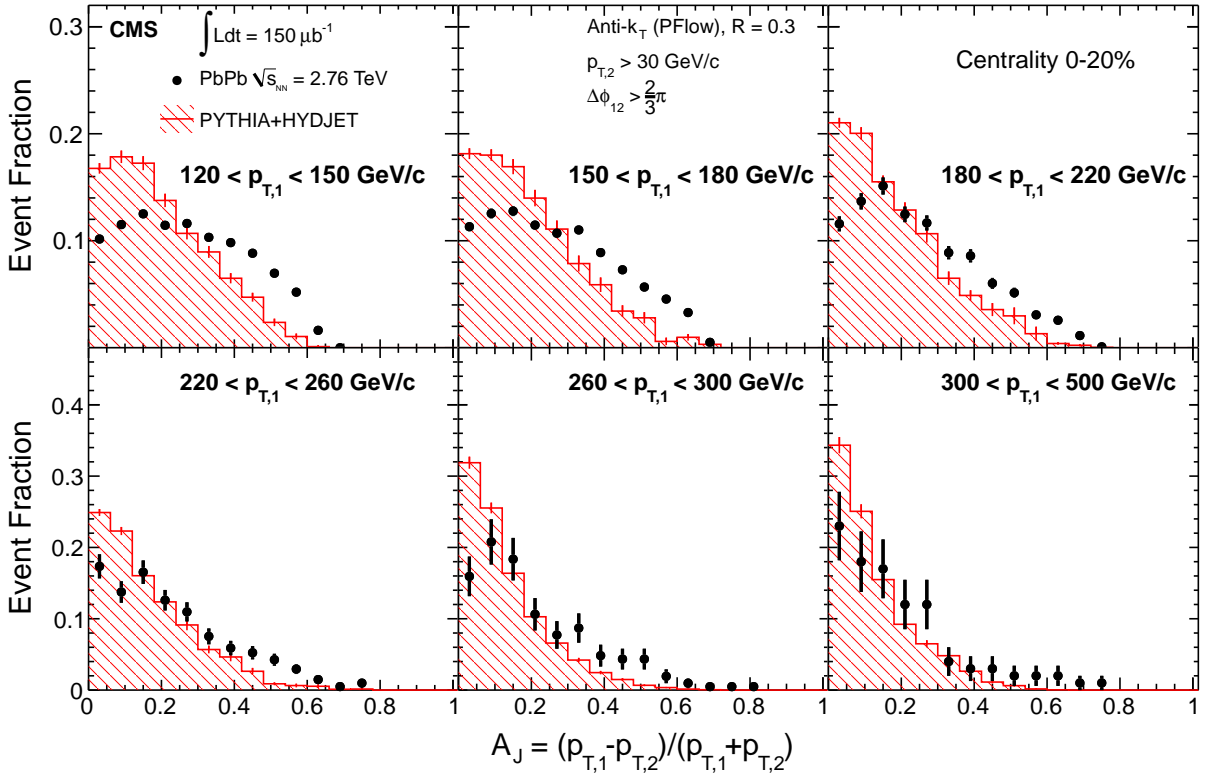 CMS
∫Ldt = 150 μb⁻¹
PbPb √s_NN = 2.76 TeV
PYTHIA+HYDJET
120 < p_T,1 < 150 GeV/c
Anti-k_T (PFlow), R = 0.3
p_T,2 > 30 GeV/c
Δϕ_12 > 2/3 π
150 < p_T,1 < 180 GeV/c
Centrality 0-20%
180 < p_T,1 < 220 GeV/c
Event Fraction
0.3
0.2
0.1
220 < p_T,1 < 260 GeV/c
260 < p_T,1 < 300 GeV/c
300 < p_T,1 < 500 GeV/c
Event Fraction
0.4
0.3
0.2
0.1
0
0 0.2 0.4 0.6 0.8 1 0.2 0.4 0.6 0.8 1 0.2 0.4 0.6 0.8 1
A_J = (p_T,1-p_T,2)/(p_T,1+p_T,2)